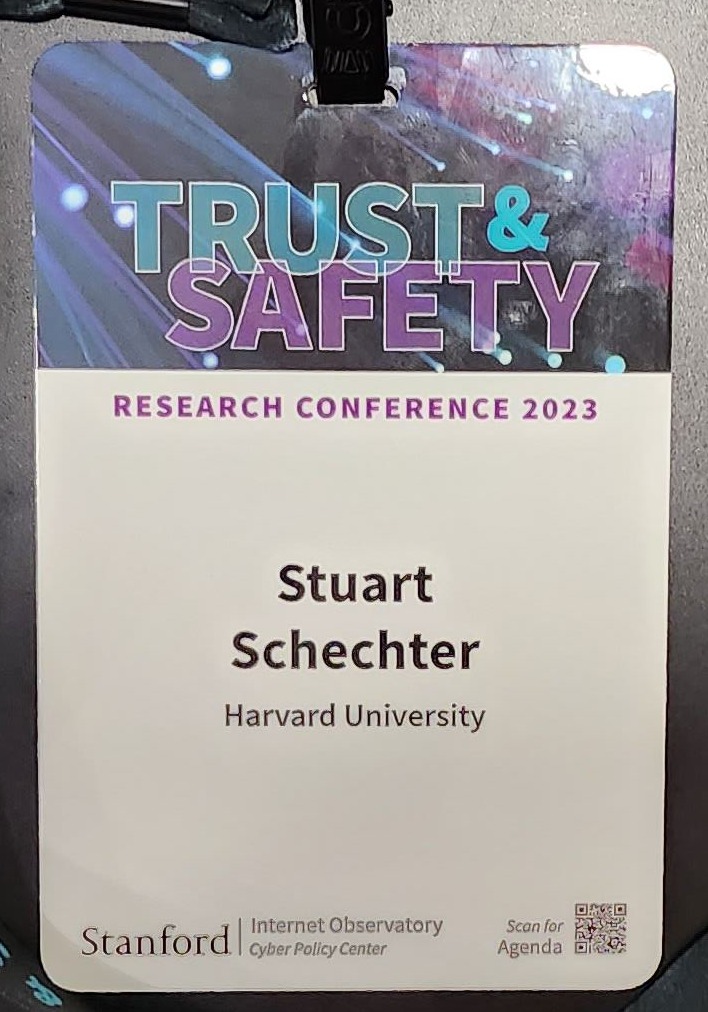 TRUST &
SAFETY
RESEARCH CONFERENCE 2023
Stuart
Schechter
Harvard University
Stanford
Internet Observatory
Cyber Policy Center
Scan for
Agenda